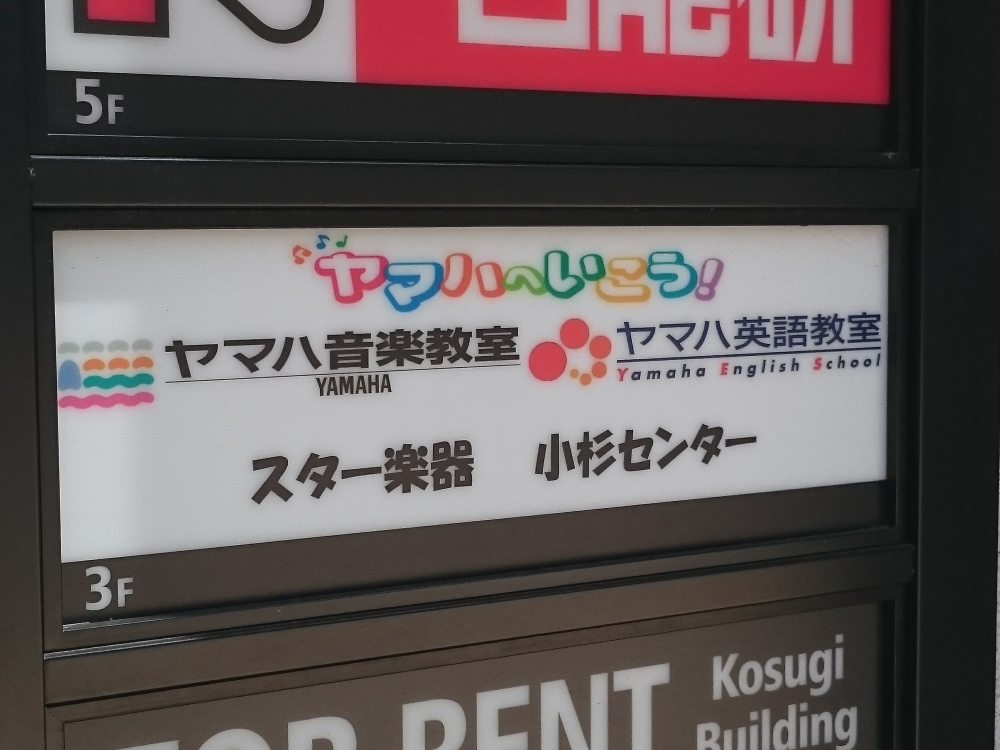 5F
ヤマハへいこう!
ヤマハ音楽教室
YAMAHA
ヤマハ英語教室
Yamaha English School
スター楽器 小杉センター
3F
FOR RENT
Kosugi
Building